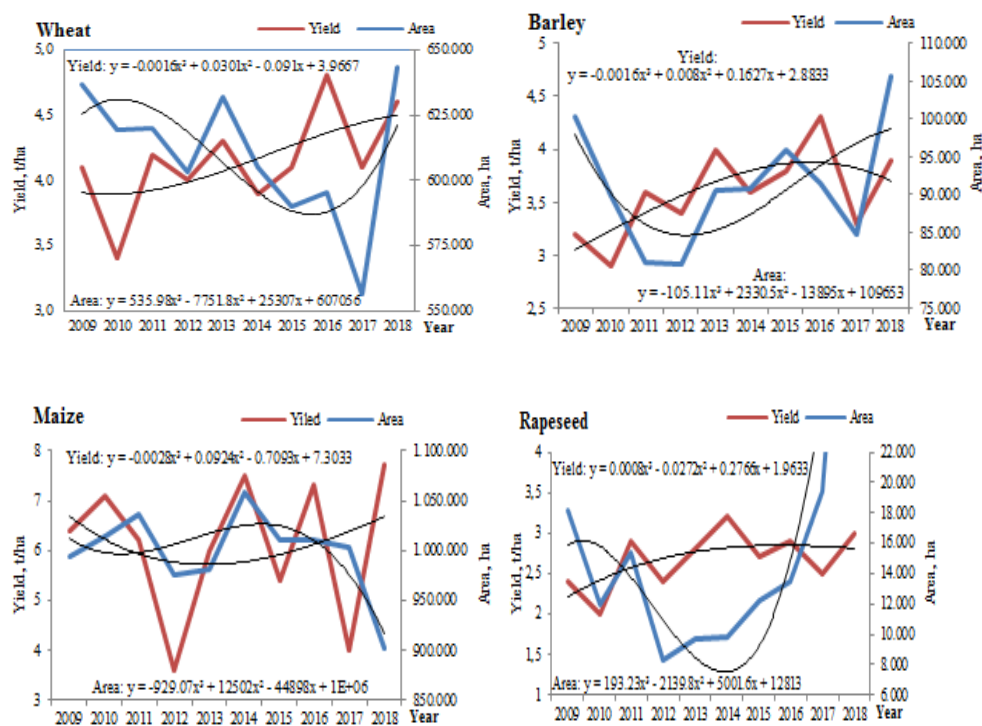 Wheat
Yield Area
Yield: y = -0.0016x³ + 0.0301x² - 0.091x + 3.9667
5,0
4,5
4,0
3,5
3,0
Yield, t/ha
650.000
625.000
600.000
575.000
550.000
Area, ha
Area: y = 535.98x³ - 7751.8x² + 25307x + 607056
2009 2010 2011 2012 2013 2014 2015 2016 2017 2018 Year
Barley
Yield Area
Yield:
y = -0.0016x³ + 0.008x² + 0.1627x + 2.8833
5
4,5
4
3,5
3
2,5
Yield, t/ha
110.000
105.000
100.000
95.000
90.000
85.000
80.000
75.000
Area, ha
Area:
y = -105.11x³ + 2330.5x² - 13895x + 109653
2009 2010 2011 2012 2013 2014 2015 2016 2017 2018 Year
Maize
Yiled Area
Yield: y = -0.0028x³ + 0.0924x² - 0.7093x + 7.3033
8
7
6
5
4
3
Yield, t/ha
1.100.000
1.050.000
1.000.000
950.000
900.000
850.000
Area, ha
Area: y = -929.07x³ + 12502x² - 44898x + 1E+06
2009 2010 2011 2012 2013 2014 2015 2016 2017 2018 Year
Rapeseed
Yield Area
Yield: y = 0.0008x³ - 0.0272x² + 0.2766x + 1.9633
4
3,5
3
2,5
2
1,5
1
Yield, t/ha
22.000
20.000
18.000
16.000
14.000
12.000
10.000
8.000
6.000
Area, ha
Area: y = 193.23x³ - 2139.8x² + 5001.6x + 12813
2009 2010 2011 2012 2013 2014 2015 2016 2017 2018 Year